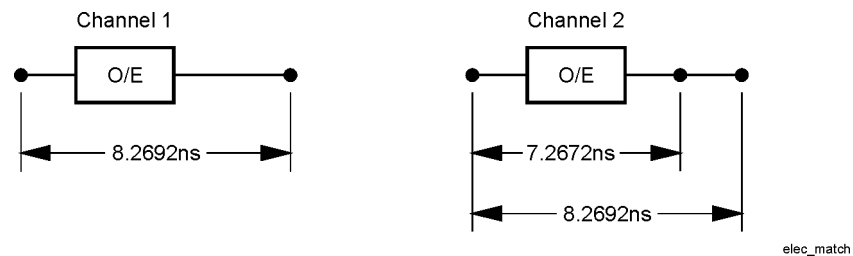 Channel 1
Channel 2
O/E
O/E
8.2692ns
7.2672ns
8.2692ns
elec_match